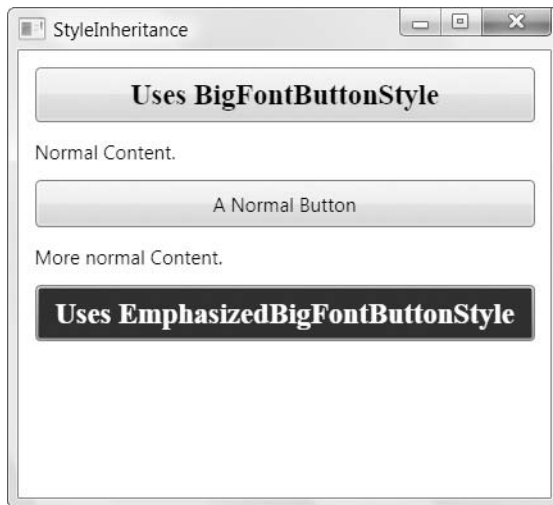 StyleInheritance
Uses BigFontButtonStyle
Normal Content.
A Normal Button
More normal Content.
Uses EmphasizedBigFontButtonStyle